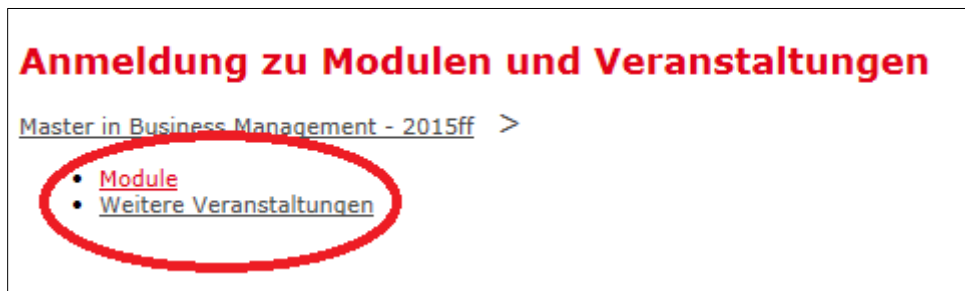 Anmeldung zu Modulen und Veranstaltungen
Master in Business Management - 2015ff >
• Module
• Weitere Veranstaltungen